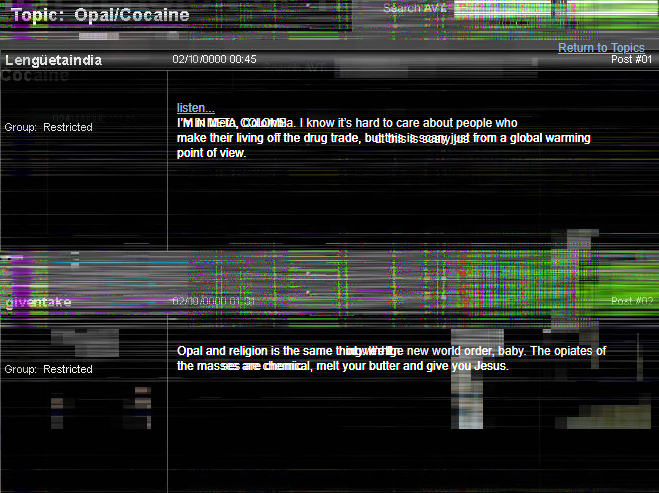 Topic: Opal/Cocaine
Search AVT
Return to Topics
Lengüetaindia 02/10/0000 00:45 Post #01
Cocaine
listen...
Group: Restricted
I'M IN META, COLOMBIA. I know it's hard to care about people who
make their living off the drug trade, but this is scary just from a global warming
point of view.
giventake 02/10/0000 01:31 Post #02
Group: Restricted
Opal and religion is the same thing the new world order, baby. The opiates of
the masses are chemical, melt your butter and give you Jesus.